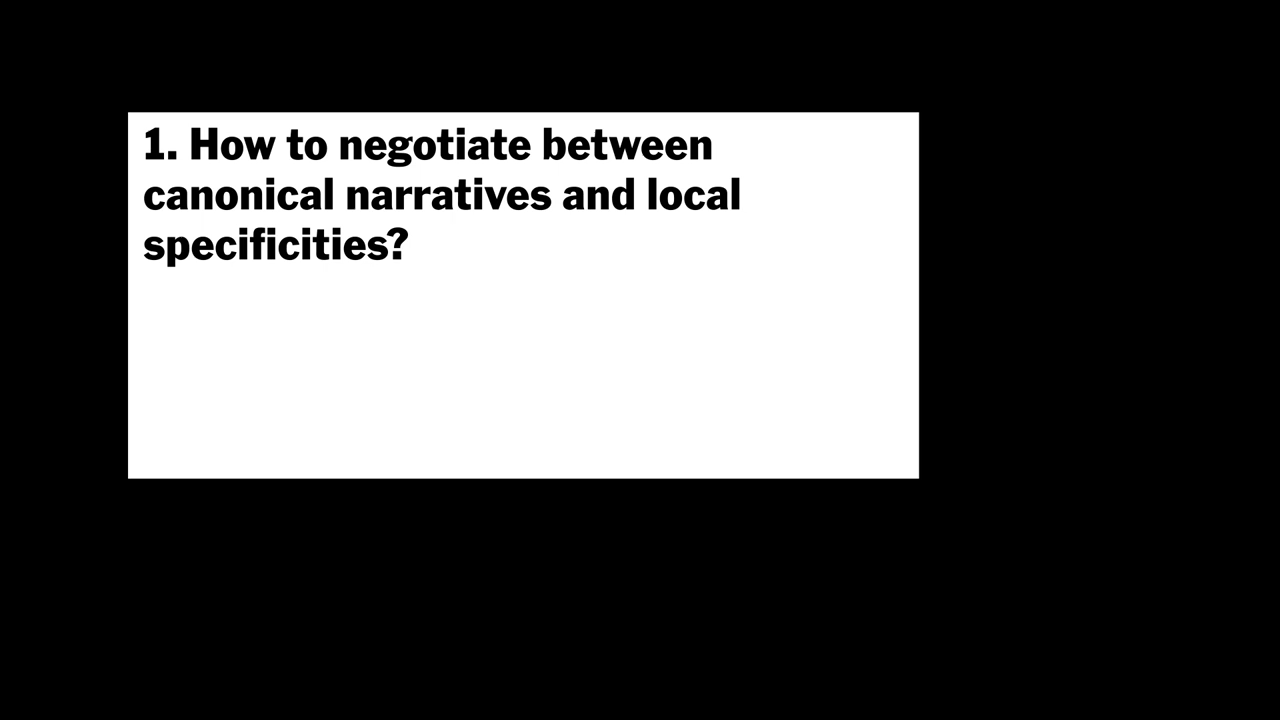 1. How to negotiate between
canonical narratives and local
specificities?